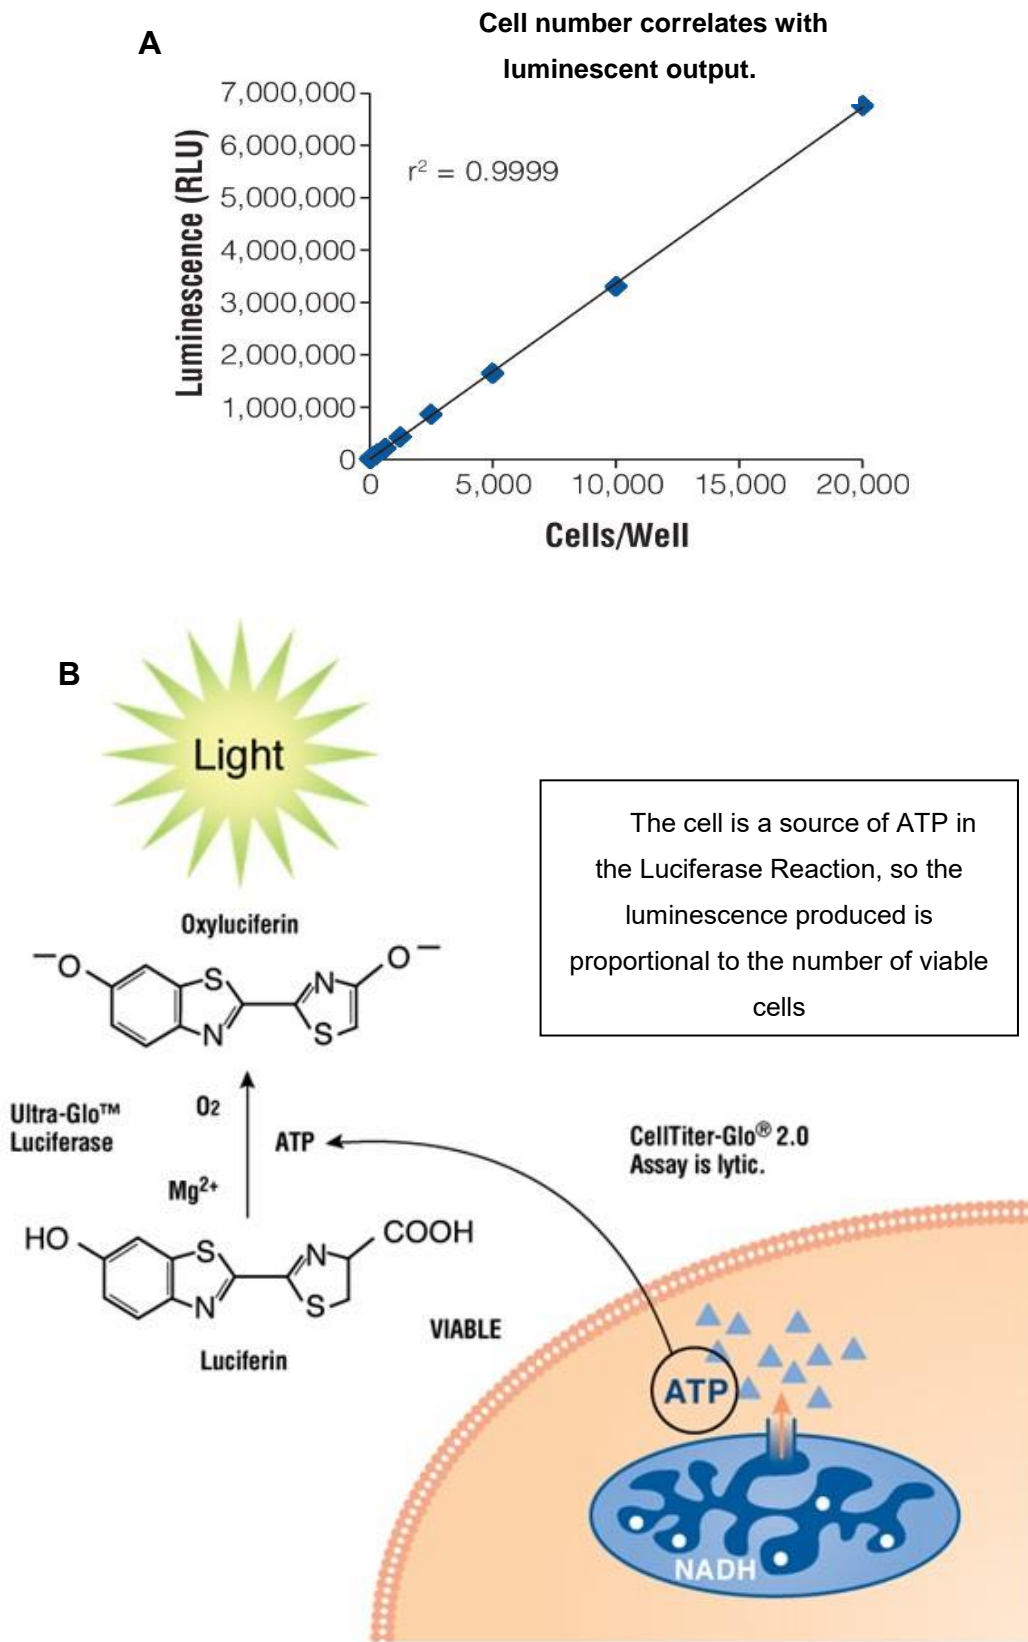 A
Cell number correlates with
luminescent output.
7,000,000
6,000,000
5,000,000
4,000,000
3,000,000
2,000,000
1,000,000
0
Luminescence (RLU)
r² = 0.9999
0 5,000 10,000 15,000 20,000
Cells/Well
B
Light
The cell is a source of ATP in
the Luciferase Reaction, so the
luminescence produced is
proportional to the number of viable
cells
Oxyluciferin
⁻O S N O⁻
N S
Ultra-Glo™
Luciferase
O₂
ATP
Mg²⁺
CellTiter-Glo® 2.0
Assay is lytic.
HO S N COOH
N S
Luciferin
VIABLE
ATP
NADH